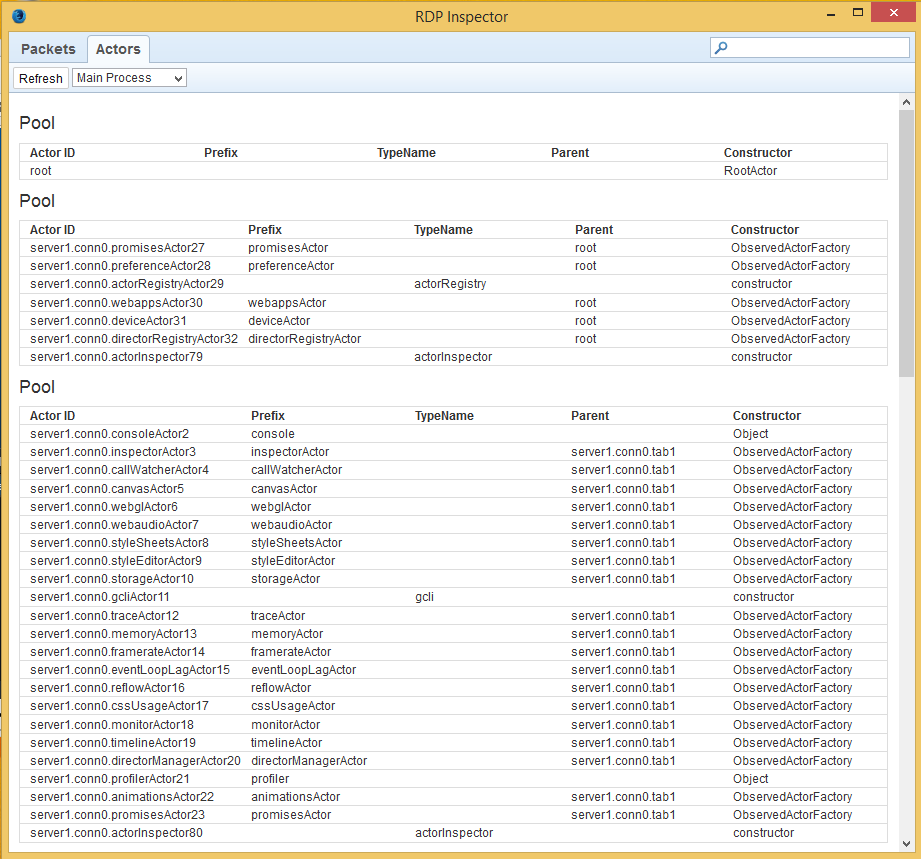 RDP Inspector
Packets Actors
Refresh Main Process
Pool
Actor ID Prefix TypeName Parent Constructor
root RootActor
Pool
Actor ID Prefix TypeName Parent Constructor
server1.conn0.promisesActor27 promisesActor root ObservedActorFactory
server1.conn0.preferenceActor28 preferenceActor root ObservedActorFactory
server1.conn0.actorRegistryActor29 actorRegistry constructor
server1.conn0.webappsActor30 webappsActor root ObservedActorFactory
server1.conn0.deviceActor31 deviceActor root ObservedActorFactory
server1.conn0.directorRegistryActor32 directorRegistryActor root ObservedActorFactory
server1.conn0.actorInspector79 actorInspector constructor
Pool
Actor ID Prefix TypeName Parent Constructor
server1.conn0.consoleActor2 console Object
server1.conn0.inspectorActor3 inspectorActor server1.conn0.tab1 ObservedActorFactory
server1.conn0.callWatcherActor4 callWatcherActor server1.conn0.tab1 ObservedActorFactory
server1.conn0.canvasActor5 canvasActor server1.conn0.tab1 ObservedActorFactory
server1.conn0.webglActor6 webglActor server1.conn0.tab1 ObservedActorFactory
server1.conn0.webaudioActor7 webaudioActor server1.conn0.tab1 ObservedActorFactory
server1.conn0.styleSheetsActor8 styleSheetsActor server1.conn0.tab1 ObservedActorFactory
server1.conn0.styleEditorActor9 styleEditorActor server1.conn0.tab1 ObservedActorFactory
server1.conn0.storageActor10 storageActor server1.conn0.tab1 ObservedActorFactory
server1.conn0.gcliActor11 gcli constructor
server1.conn0.traceActor12 traceActor server1.conn0.tab1 ObservedActorFactory
server1.conn0.memoryActor13 memoryActor server1.conn0.tab1 ObservedActorFactory
server1.conn0.framerateActor14 framerateActor server1.conn0.tab1 ObservedActorFactory
server1.conn0.eventLoopLagActor15 eventLoopLagActor server1.conn0.tab1 ObservedActorFactory
server1.conn0.reflowActor16 reflowActor server1.conn0.tab1 ObservedActorFactory
server1.conn0.cssUsageActor17 cssUsageActor server1.conn0.tab1 ObservedActorFactory
server1.conn0.monitorActor18 monitorActor server1.conn0.tab1 ObservedActorFactory
server1.conn0.timelineActor19 timelineActor server1.conn0.tab1 ObservedActorFactory
server1.conn0.directorManagerActor20 directorManagerActor server1.conn0.tab1 ObservedActorFactory
server1.conn0.profilerActor21 profiler Object
server1.conn0.animationsActor22 animationsActor server1.conn0.tab1 ObservedActorFactory
server1.conn0.promisesActor23 promisesActor server1.conn0.tab1 ObservedActorFactory
server1.conn0.actorInspector80 actorInspector constructor